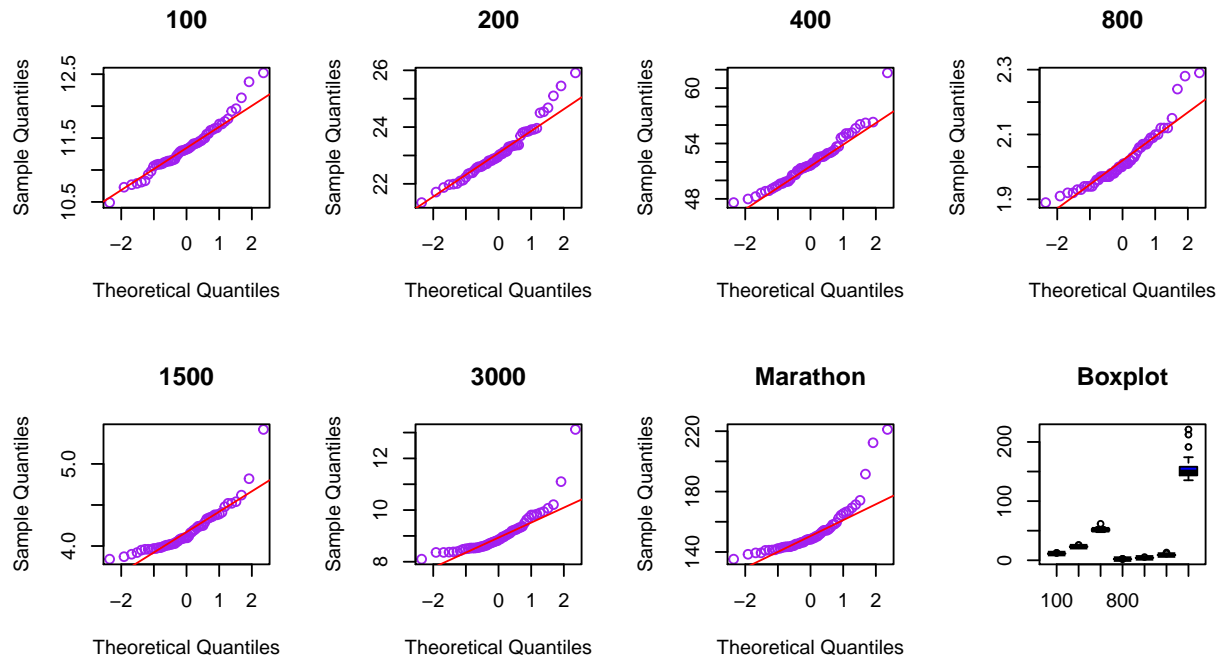 100
Sample Quantiles
12.5
11.5
10.5
−2 0 1 2
Theoretical Quantiles
200
Sample Quantiles
26
24
22
−2 0 1 2
Theoretical Quantiles
400
Sample Quantiles
60
54
48
−2 0 1 2
Theoretical Quantiles
800
Sample Quantiles
2.3
2.1
1.9
−2 0 1 2
Theoretical Quantiles
1500
Sample Quantiles
5.0
4.0
−2 0 1 2
Theoretical Quantiles
3000
Sample Quantiles
12
10
8
−2 0 1 2
Theoretical Quantiles
Marathon
Sample Quantiles
220
180
140
−2 0 1 2
Theoretical Quantiles
Boxplot
200
100
0
100 800